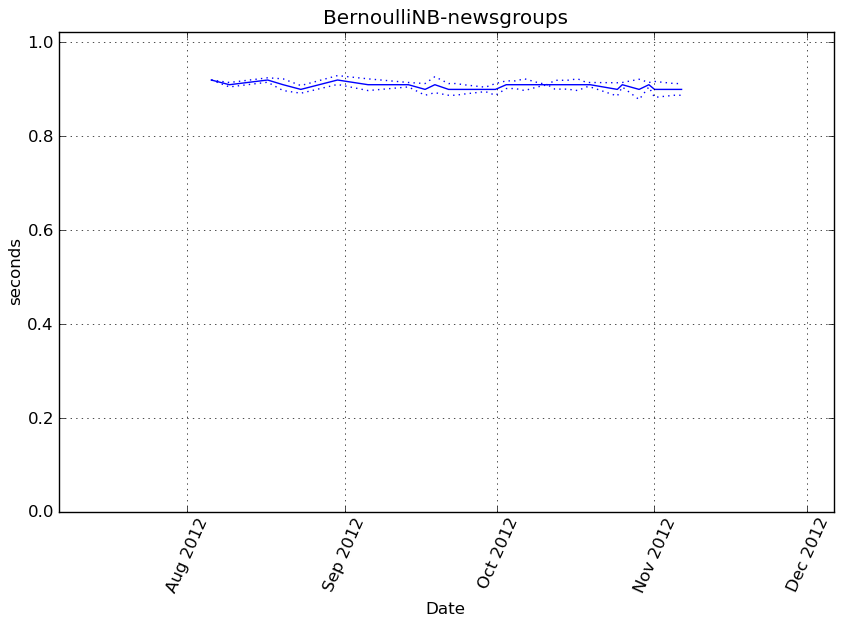 BernoulliNB-newsgroups
1.0
0.8
0.6
0.4
0.2
0.0
seconds
Aug 2012
Sep 2012
Oct 2012
Nov 2012
Dec 2012
Date